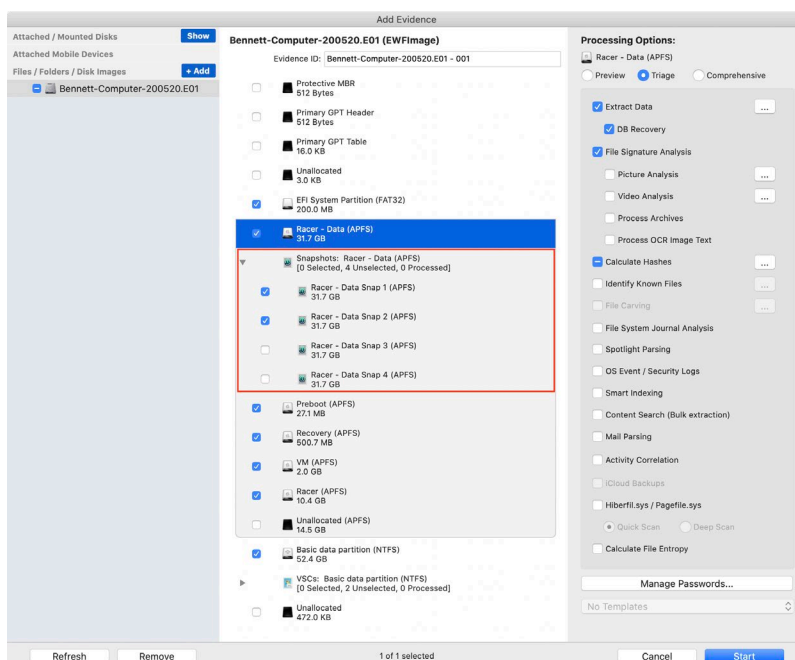 Add Evidence
Attached / Mounted Disks
Show
Attached Mobile Devices
Files / Folders / Disk Images
+ Add
Bennett-Computer-200520.E01
Bennett-Computer-200520.E01 (EWFImage)
Evidence ID: Bennett-Computer-200520.E01 - 001
Protective MBR
512 Bytes
Primary GPT Header
512 Bytes
Primary GPT Table
16.0 KB
Unallocated
3.0 KB
EFI System Partition (FAT32)
200.0 MB
Racer - Data (APFS)
31.7 GB
Snapshots: Racer - Data (APFS)
[0 Selected, 4 Unselected, 0 Processed]
Racer - Data Snap 1 (APFS)
31.7 GB
Racer - Data Snap 2 (APFS)
31.7 GB
Racer - Data Snap 3 (APFS)
31.7 GB
Racer - Data Snap 4 (APFS)
31.7 GB
Preboot (APFS)
27.1 MB
Recovery (APFS)
500.7 MB
VM (APFS)
2.0 GB
Racer (APFS)
10.4 GB
Unallocated (APFS)
14.5 GB
Basic data partition (NTFS)
52.4 GB
VSCs: Basic data partition (NTFS)
[0 Selected, 2 Unselected, 0 Processed]
Unallocated
472.0 KB
Processing Options:
Racer - Data (APFS)
Preview Triage Comprehensive
Extract Data ...
DB Recovery
File Signature Analysis
Picture Analysis ...
Video Analysis ...
Process Archives
Process OCR Image Text
Calculate Hashes ...
Identify Known Files ...
File Carving ...
File System Journal Analysis
Spotlight Parsing
OS Event / Security Logs
Smart Indexing
Content Search (Bulk extraction)
Mail Parsing
Activity Correlation
iCloud Backups
Hiberfil.sys / Pagefile.sys
Quick Scan Deep Scan
Calculate File Entropy
Manage Passwords...
No Templates
Refresh Remove 1 of 1 selected Cancel Start